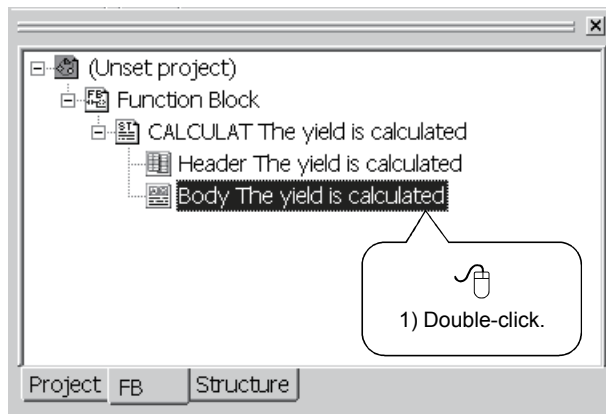 (Unset project)
Function Block
CALCULAT The yield is calculated
Header The yield is calculated
Body The yield is calculated
1) Double-click.
Project FB Structure